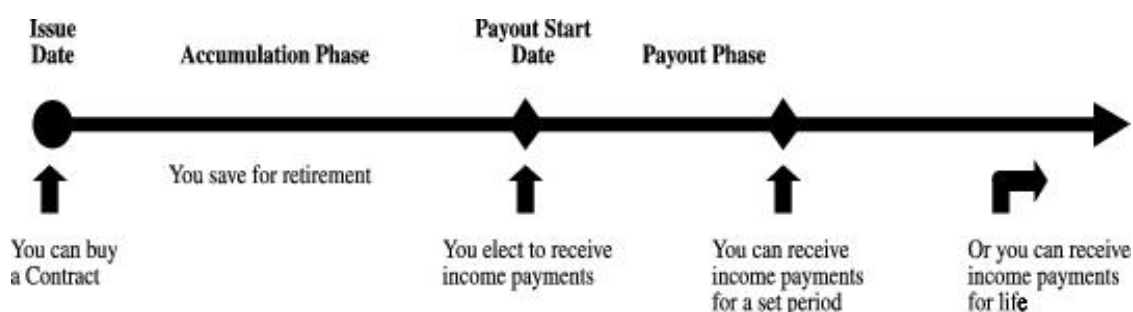 Issue
Date
Accumulation Phase
Payout Start
Date
Payout Phase
You save for retirement
You can buy
a Contract
You elect to receive
income payments
You can receive
income payments
for a set period
Or you can receive
income payments
for life